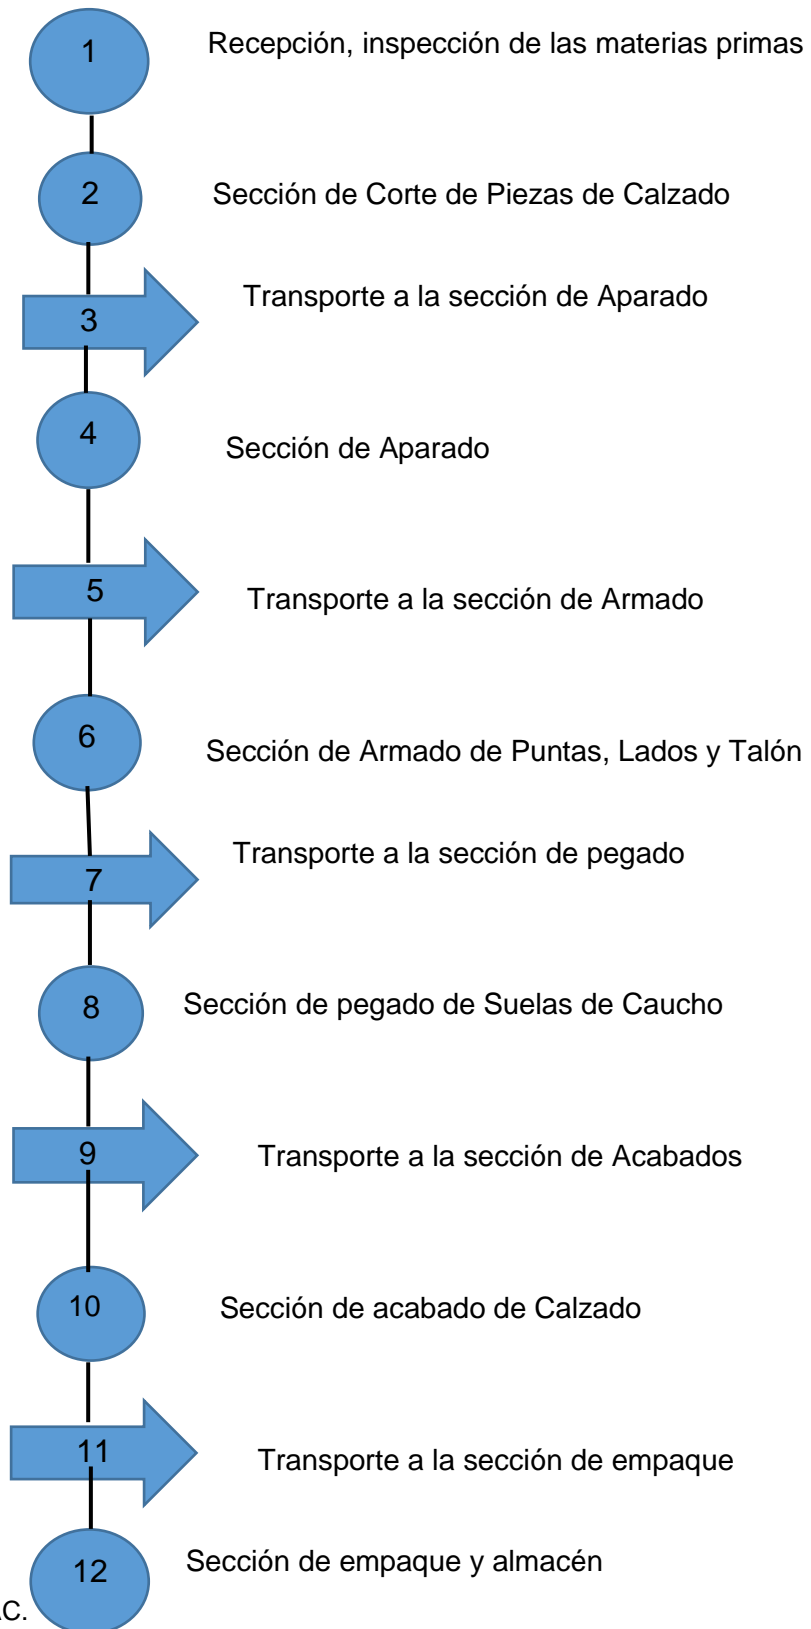 1
Recepción, inspección de las materias primas
2
Sección de Corte de Piezas de Calzado
3
Transporte a la sección de Aparado
4
Sección de Aparado
5
Transporte a la sección de Armado
6
Sección de Armado de Puntas, Lados y Talón
7
Transporte a la sección de pegado
8
Sección de pegado de Suelas de Caucho
9
Transporte a la sección de Acabados
10
Sección de acabado de Calzado
11
Transporte a la sección de empaque
12
Sección de empaque y almacén